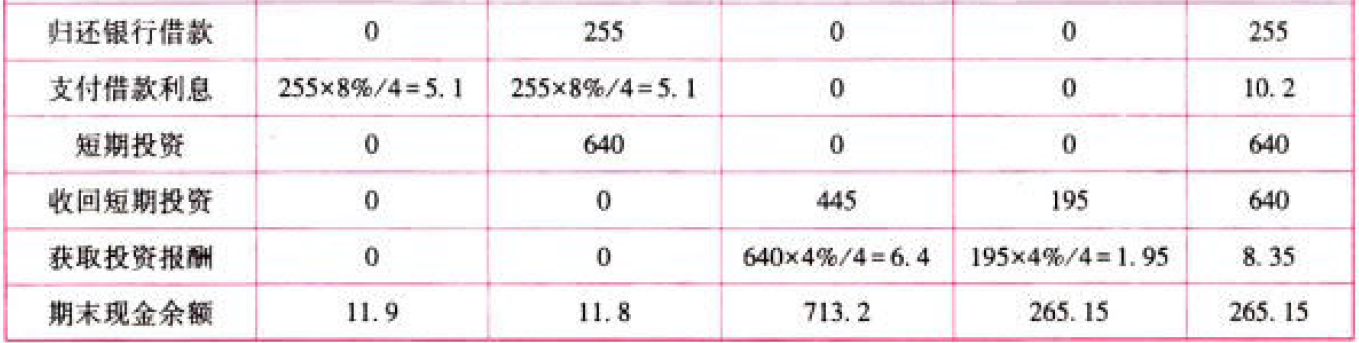 归还银行借款 0 255 0 0 255
支付借款利息 255×8%/4=5.1 255×8%/4=5.1 0 0 10.2
短期投资 0 640 0 0 640
收回短期投资 0 0 445 195 640
获取投资报酬 0 0 640×4%/4=6.4 195×4%/4=1.95 8.35
期末现金余额 11.9 11.8 713.2 265.15 265.15